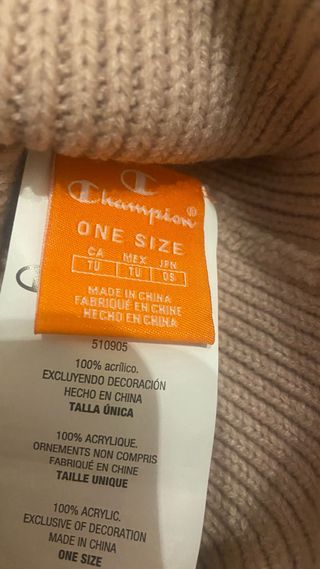 Champion®
ONE SIZE
CA MEX JPN
TU TU OS
MADE IN CHINA
FABRIQUÉ EN CHINE
HECHO EN CHINA
510905
100% acrílico.
EXCLUYENDO DECORACIÓN
HECHO EN CHINA
TALLA ÚNICA
100% ACRYLIQUE.
ORNEMENTS NON COMPRIS
FABRIQUÉ EN CHINE
TAILLE UNIQUE
100% ACRYLIC.
EXCLUSIVE OF DECORATION
MADE IN CHINA
ONE SIZE